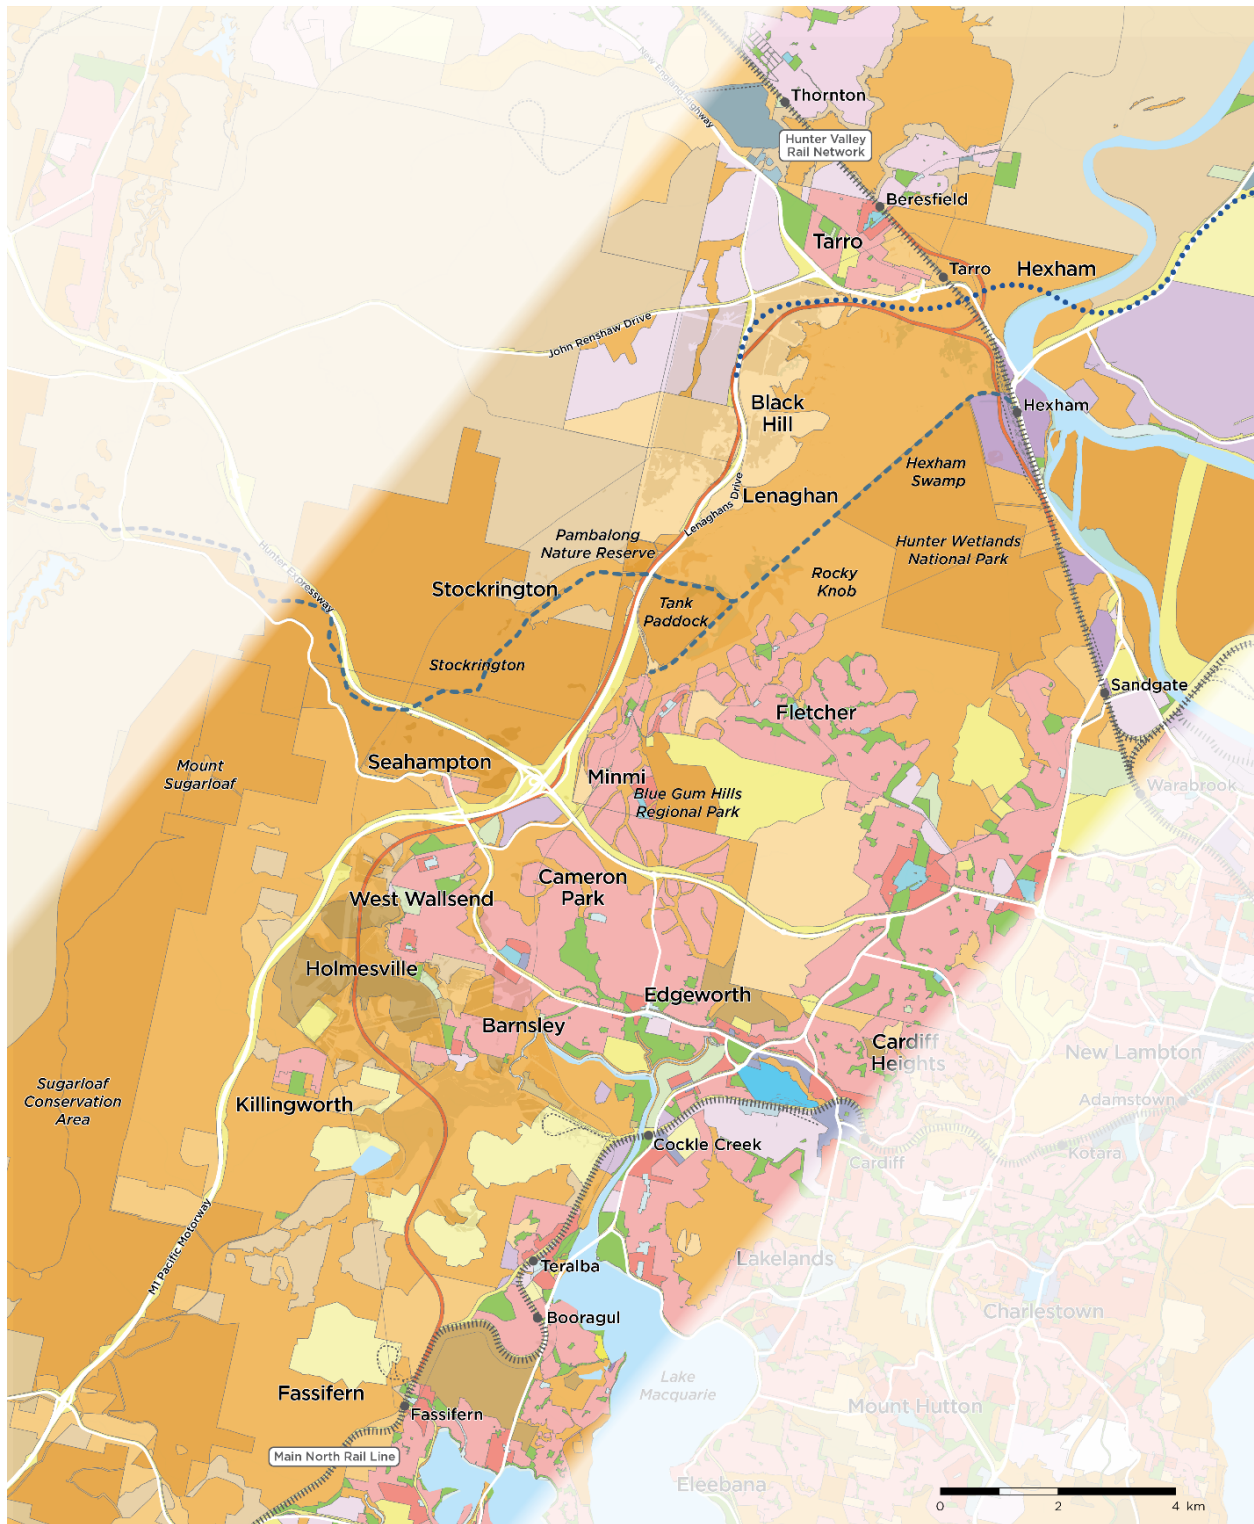 New England Highway
Thornton
Hunter Valley
Rail Network
Beresfield
Tarro
Tarro
Hexham
John Renshaw Drive
Black
Hill
Hexham
Hexham
Swamp
Lenaghan
Lenaghans Drive
Pambalong
Nature Reserve
Hunter Wetlands
National Park
Hunter Expressway
Stockrington
Rocky
Knob
Tank
Paddock
Stockrington
Sandgate
Fletcher
Mount
Sugarloaf
Seahampton
Minmi
Blue Gum Hills
Regional Park
Warabrook
Cameron
Park
West Wallsend
Holmesville
Edgeworth
Barnsley
Cardiff
Heights
New Lambton
Sugarloaf
Conservation
Area
Killingworth
Adamstown
Cockle Creek
Cardiff
Kotara
M1 Pacific Motorway
Teralba
Lakelands
Booragul
Charlestown
Lake
Macquarie
Fassifern
Fassifern
Mount Hutton
Main North Rail Line
Eleebana
0
2
4 km